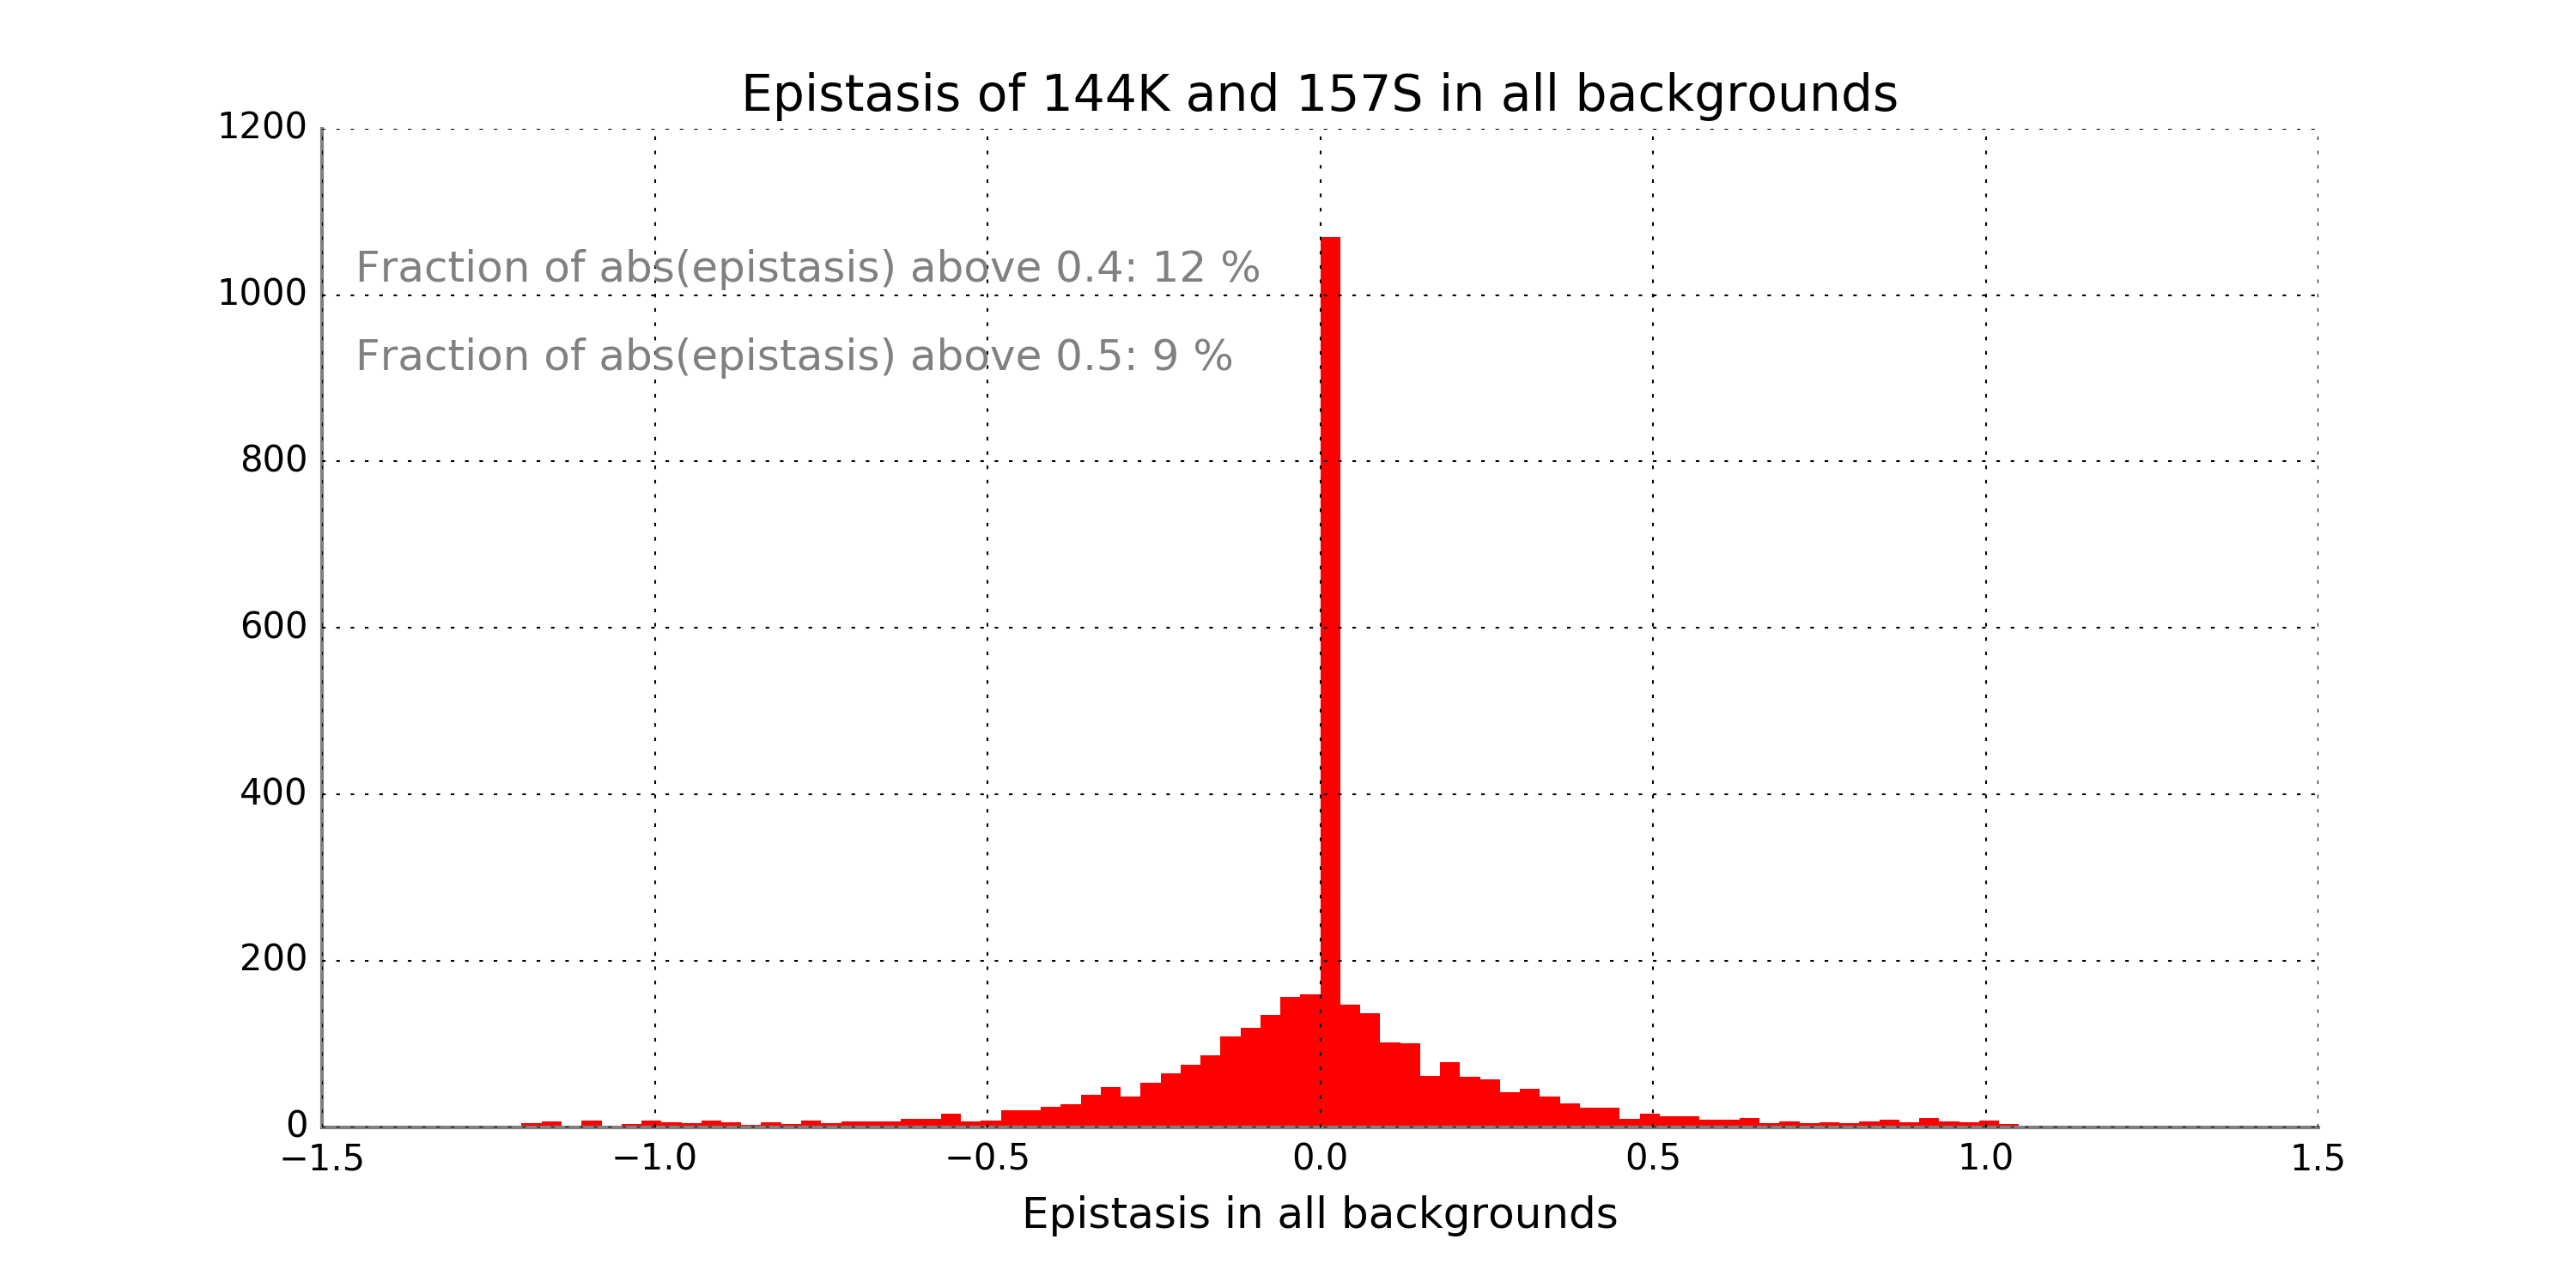 Epistasis of 144K and 157S in all backgrounds
1200
1000
800
600
400
200
0
Fraction of abs(epistasis) above 0.4: 12 %
Fraction of abs(epistasis) above 0.5: 9 %
−1.5 −1.0 −0.5 0.0 0.5 1.0 1.5
Epistasis in all backgrounds